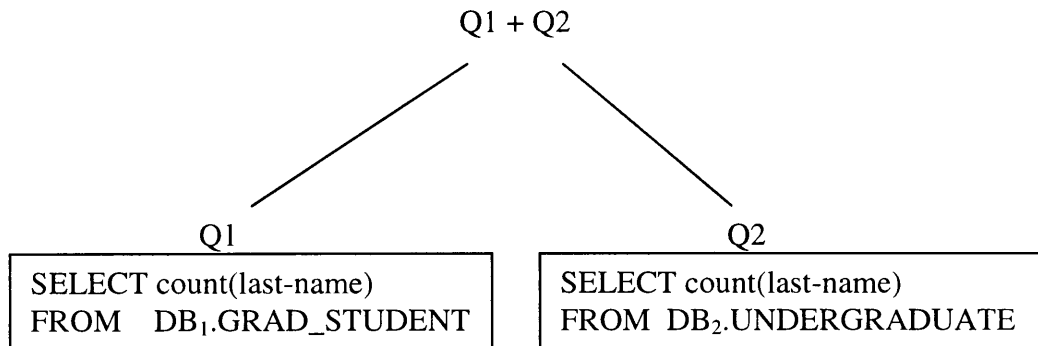 Q1 + Q2
Q1
SELECT count(last-name)
FROM DB₁.GRAD_STUDENT
Q2
SELECT count(last-name)
FROM DB₂.UNDERGRADUATE